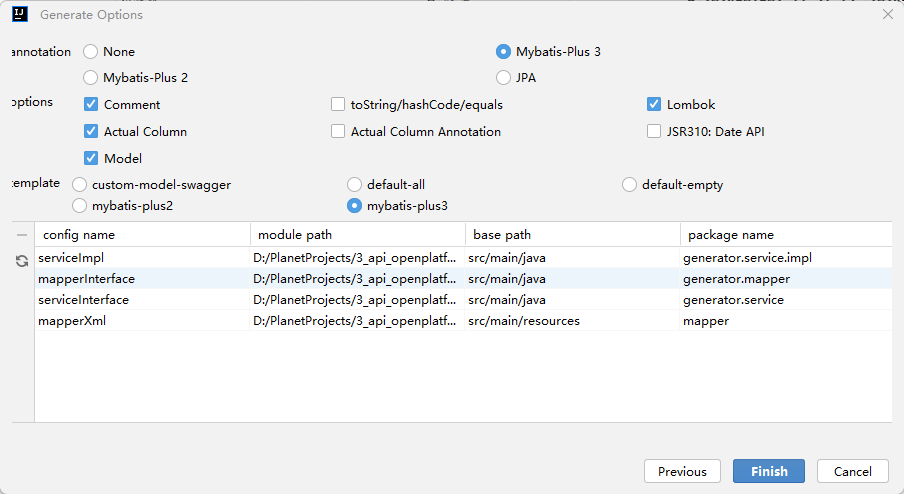 Generate Options
annotation None Mybatis-Plus 3
Mybatis-Plus 2 JPA
options Comment toString/hashCode/equals Lombok
Actual Column Actual Column Annotation JSR310: Date API
Model
template custom-model-swagger default-all default-empty
mybatis-plus2 mybatis-plus3
config name module path base path package name
serviceImpl D:/PlanetProjects/3_api_openplatf... src/main/java generator.service.impl
mapperInterface D:/PlanetProjects/3_api_openplatf... src/main/java generator.mapper
serviceInterface D:/PlanetProjects/3_api_openplatf... src/main/java generator.service
mapperXml D:/PlanetProjects/3_api_openplatf... src/main/resources mapper
Previous Finish Cancel